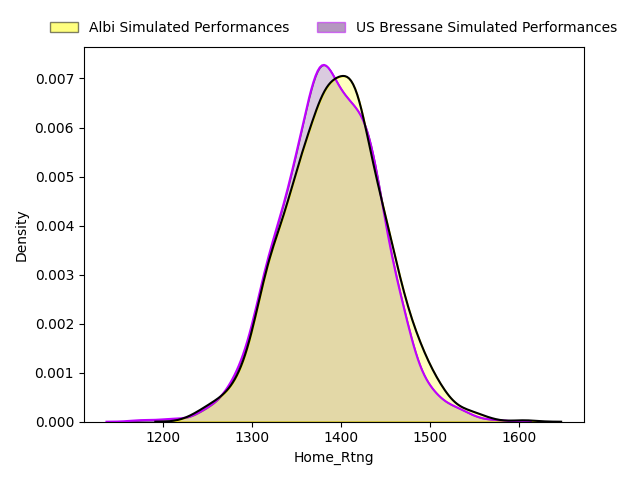 Albi Simulated Performances
US Bressane Simulated Performances
0.007
0.006
0.005
0.004
0.003
0.002
0.001
0.000
Density
1200 1300 1400 1500 1600
Home_Rtng